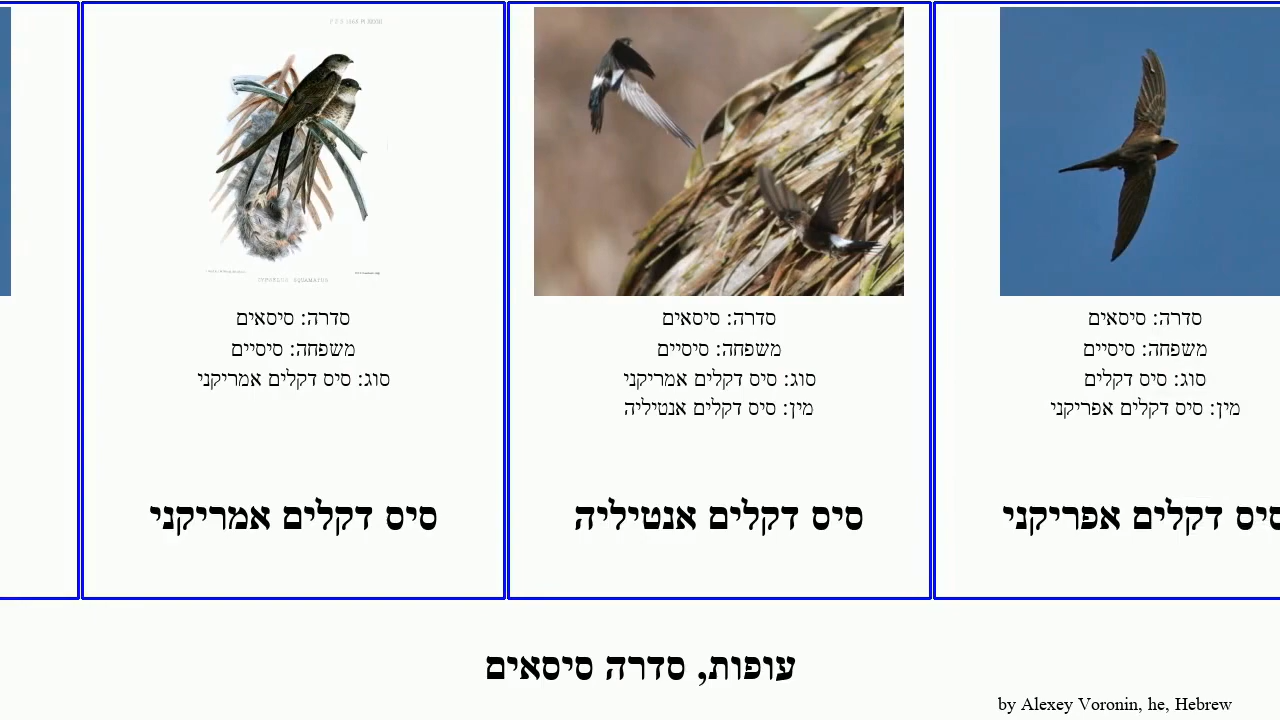 סדרה: סיסאים
משפחה: סיסיים
סוג: סיס דקלים
מין: סיס דקלים אפריקני
סיס דקלים אפריקני
סדרה: סיסאים
משפחה: סיסיים
סוג: סיס דקלים אמריקני
מין: סיס דקלים אנטיליה
סיס דקלים אנטיליה
סדרה: סיסאים
משפחה: סיסיים
סוג: סיס דקלים אמריקני
סיס דקלים אמריקני
עופות, סדרה סיסאים
by Alexey Voronin, he, Hebrew